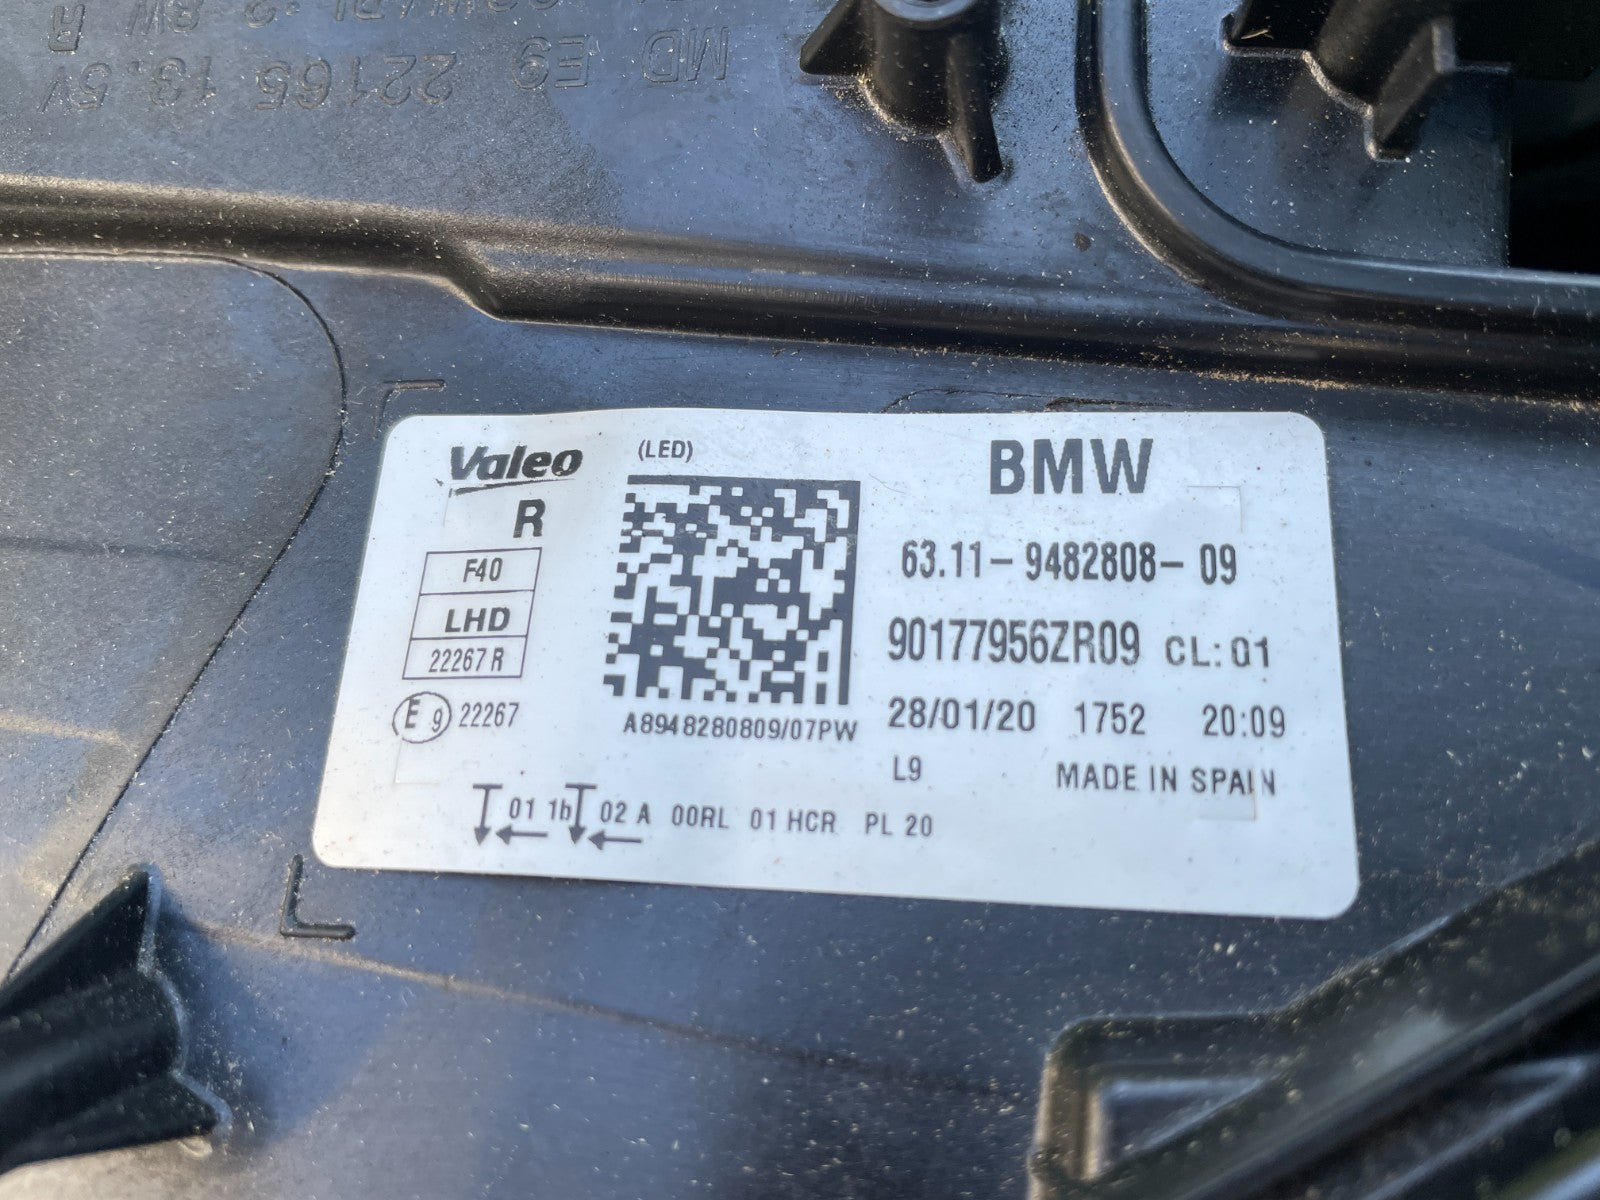 MD E9 22165 13.5V
Valeo
(LED)
BMW
R
F40
LHD
22267 R
E 9 22267
A8948280809/07PW
63.11-9482808-09
90177956ZR09 CL:01
28/01/20 1752 20:09
L9 MADE IN SPAIN
01 1b 02 A 00RL 01 HCR PL 20